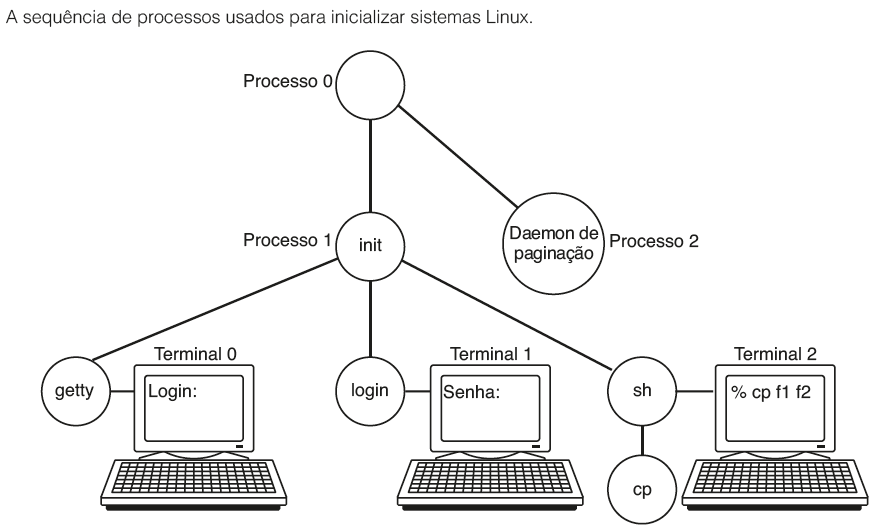 A sequência de processos usados para inicializar sistemas Linux.
Processo 0
Processo 1
init
Daemon de
paginação
Processo 2
Terminal 0
Terminal 1
Terminal 2
getty
Login:
login
Senha:
sh
% cp f1 f2
cp